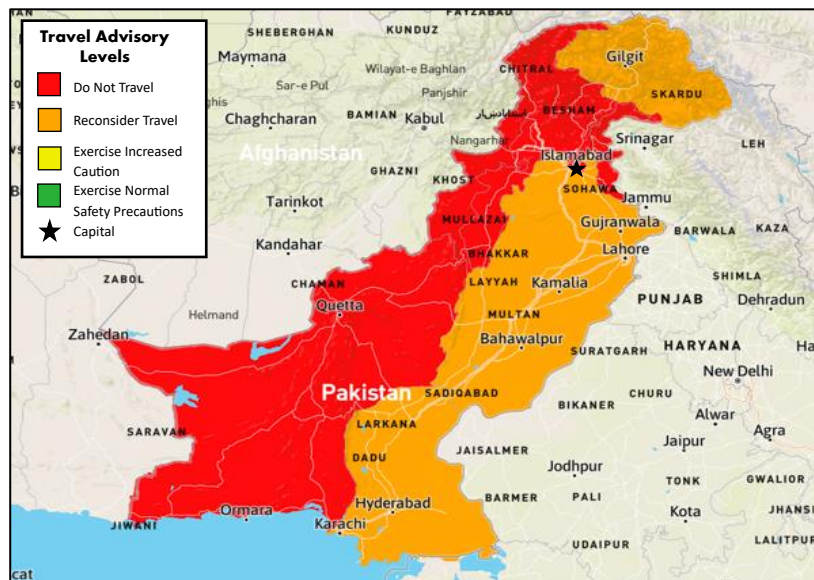 Travel Advisory
Levels
Do Not Travel
Reconsider Travel
Exercise Increased
Caution
Exercise Normal
Safety Precautions
Capital
FAYZABAD
SHEBERGHAN
KUNDUZ
Maymana
Wilayat-e Baghlan
CHITRAL
Gilgit
Sar-e Pul
Panjshir
SKARDU
BESHAM
Chaghcharan
BAMIAN
Kabul
Srinagar
LEH
Nangarhar
Afghanistan
Islamabad
GHAZNI
KHOST
SOHAWA
Jammu
Tarinkot
MULLAZAI
Gujranwala
BARWALA
KAZA
Kandahar
BHAKKAR
Lahore
ZABOL
CHAMAN
LAYYAH
Kamalia
SHIMLA
Helmand
Quetta
PUNJAB
Dehradun
MULTAN
Zahedan
Bahawalpur
SURATGARH
HARYANA
Ha
New Delhi
Pakistan
SADIQABAD
CHURU
BIKANER
Alwar
SARAVAN
LARKANA
Agra
JAISALMER
Jaipur
DADU
Jodhpur
TONK
GWALIOR
BARMER
PALI
Hyderabad
Kota
JHANSI
Ormara
JIWANI
Karachi
UDAIPUR
LALITPUR
cat